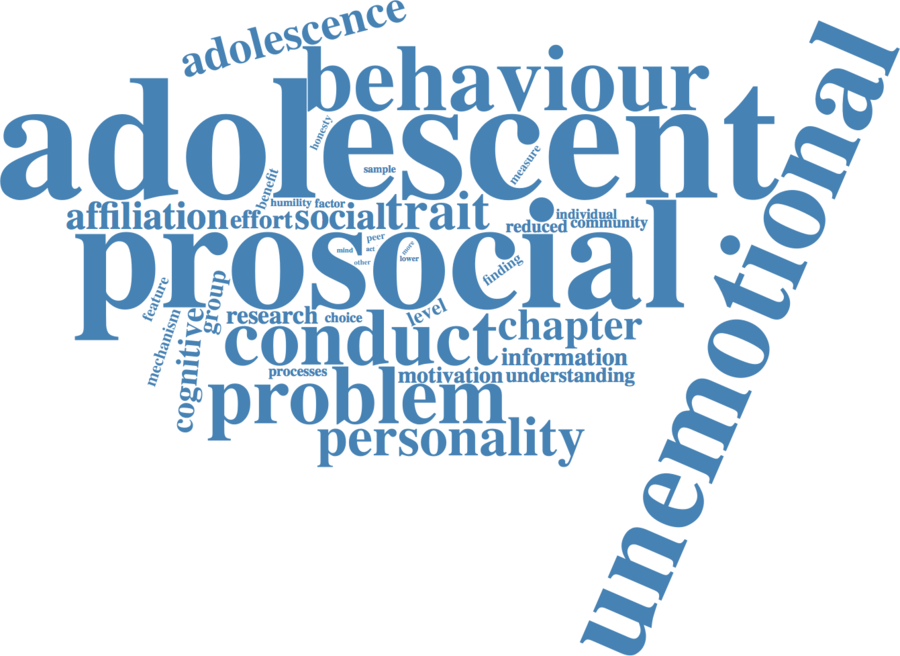 adolescence
behaviour
adolescent
unemotional
honesty
sample
measure
benefit
humility factor
affiliation effort social trait
individual
reduced community
prosocial
peer
mind act more
other lower
finding
feature
group
level
research choice
mechanism
cognitive
conduct chapter
information
processes
motivation understanding
problem
personality